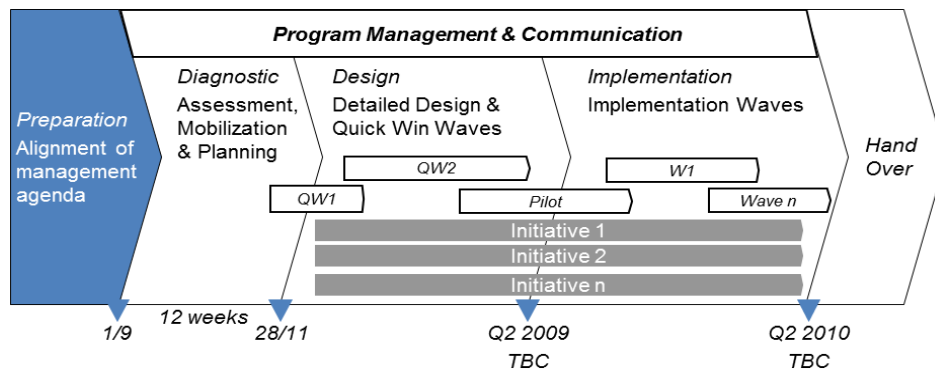 Program Management & Communication
Preparation
Alignment of
management
agenda
Diagnostic
Assessment,
Mobilization
& Planning
Design
Detailed Design &
Quick Win Waves
Implementation
Implementation Waves
Hand
Over
QW1
QW2
Pilot
W1
Wave n
Initiative 1
Initiative 2
Initiative n
1/9
12 weeks
28/11
Q2 2009
TBC
Q2 2010
TBC